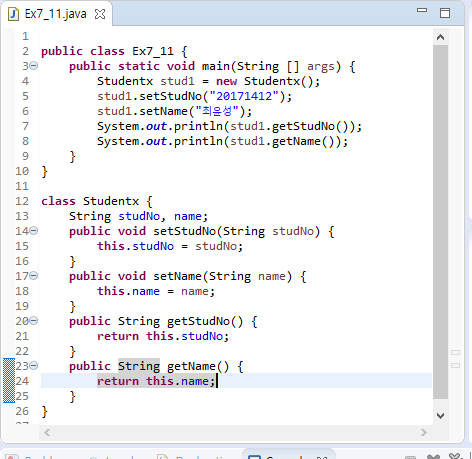 Ex7_11.java
1
2 public class Ex7_11 {
3 public static void main(String [] args) {
4 Studentx stud1 = new Studentx();
5 stud1.setStudNo("20171412");
6 stud1.setName("최윤성");
7 System.out.println(stud1.getStudNo());
8 System.out.println(stud1.getName());
9 }
10 }
11
12 class Studentx {
13 String studNo, name;
14 public void setStudNo(String studNo) {
15 this.studNo = studNo;
16 }
17 public void setName(String name) {
18 this.name = name;
19 }
20 public String getStudNo() {
21 return this.studNo;
22 }
23 public String getName() {
24 return this.name;
25 }
26 }